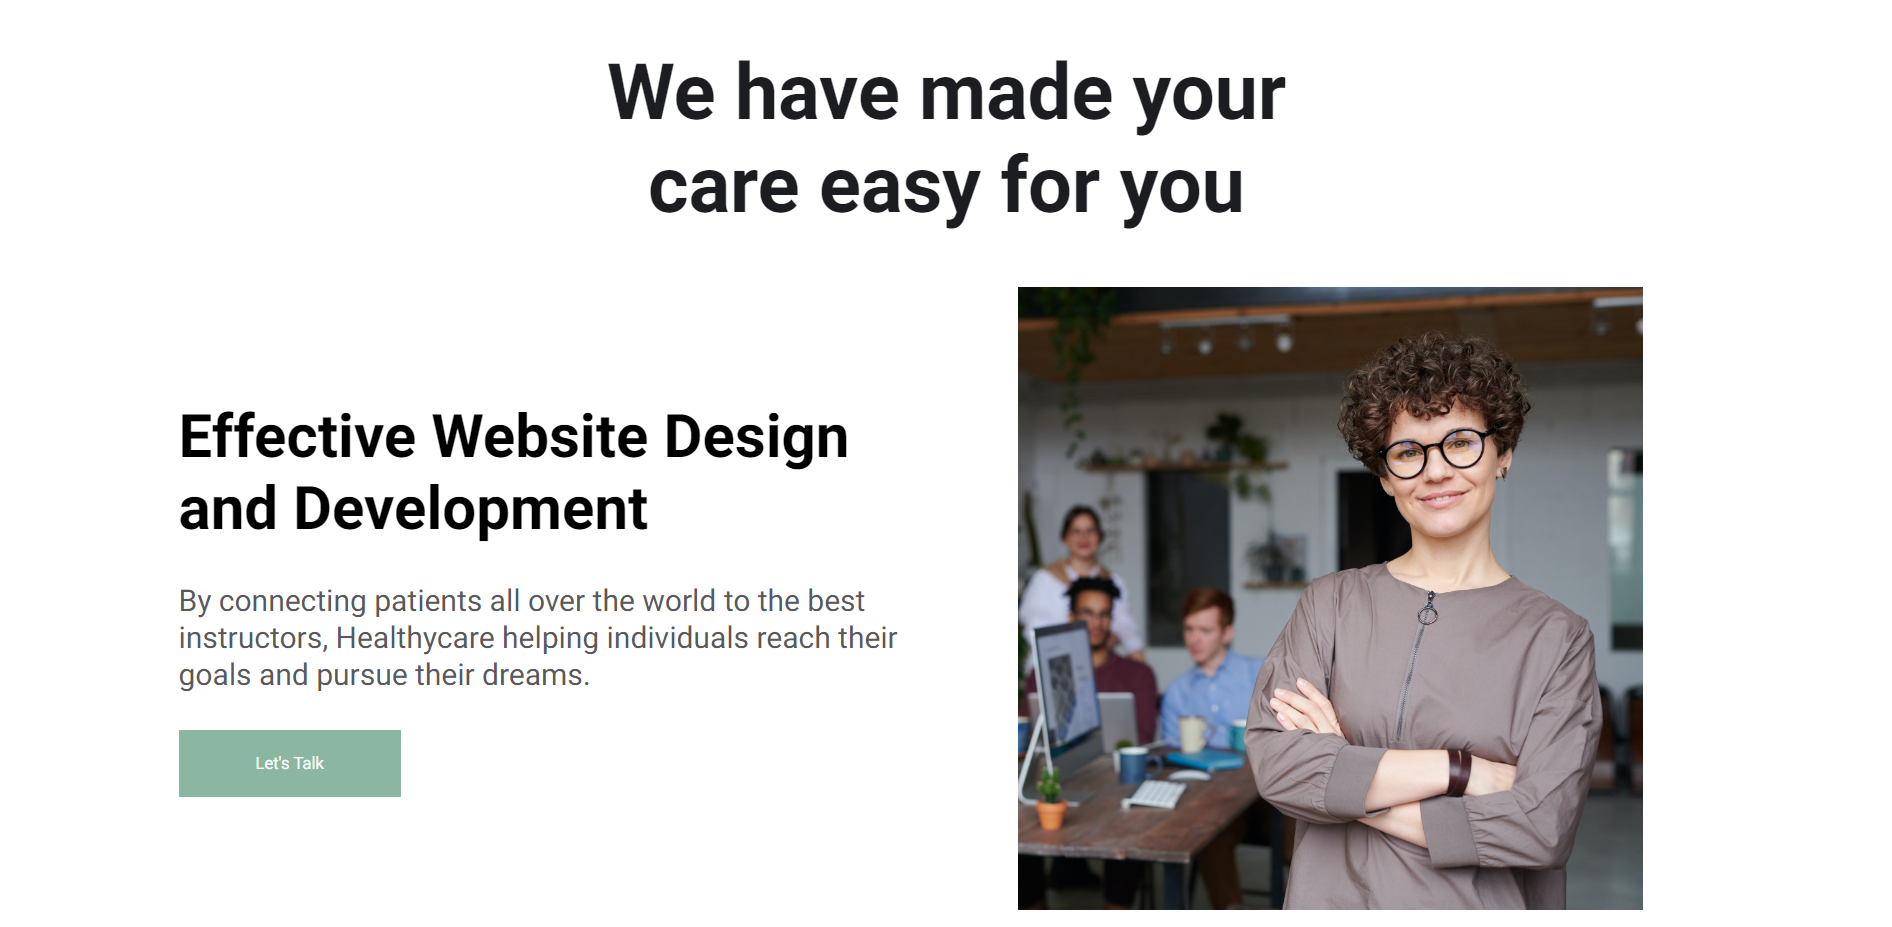 We have made your
care easy for you
Effective Website Design
and Development
By connecting patients all over the world to the best
instructors, Healthycare helping individuals reach their
goals and pursue their dreams.
Let's Talk